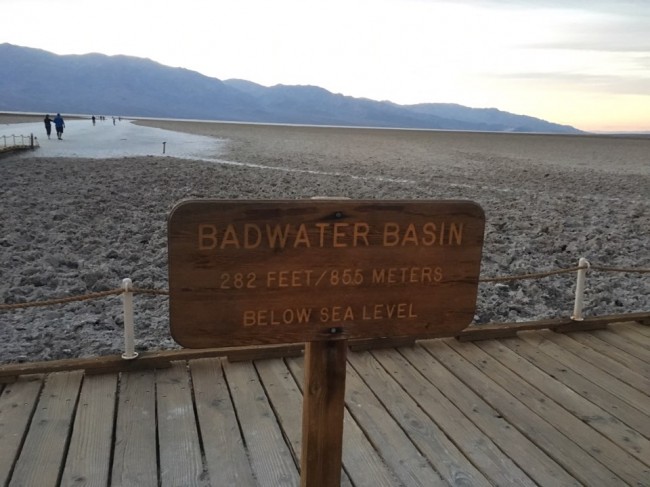 BADWATER BASIN
282 FEET/855 METERS
BELOW SEA LEVEL